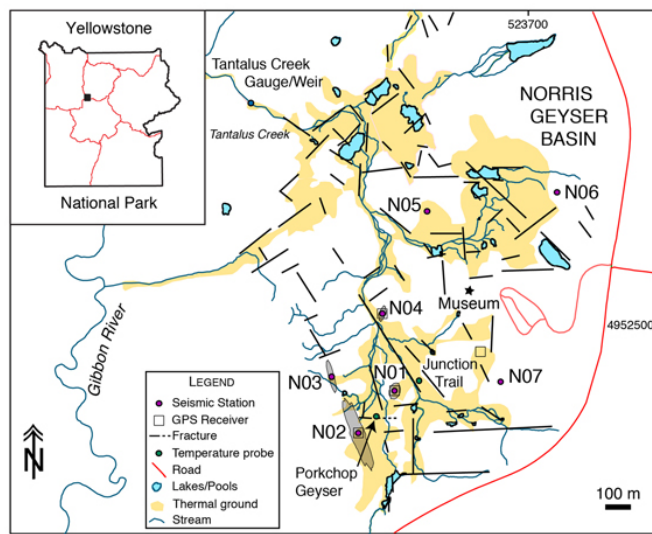 Yellowstone
National Park
523700
Tantalus Creek
Gauge/Weir
Tantalus Creek
NORRIS
GEYSER
BASIN
N06
N05
Museum
N04
4952500
Gibbon River
Junction
Trail
N03
N01
N07
N02
Porkchop
Geyser
LEGEND
Seismic Station
GPS Receiver
Fracture
Temperature probe
Road
Lakes/Pools
Thermal ground
Stream
N
100 m